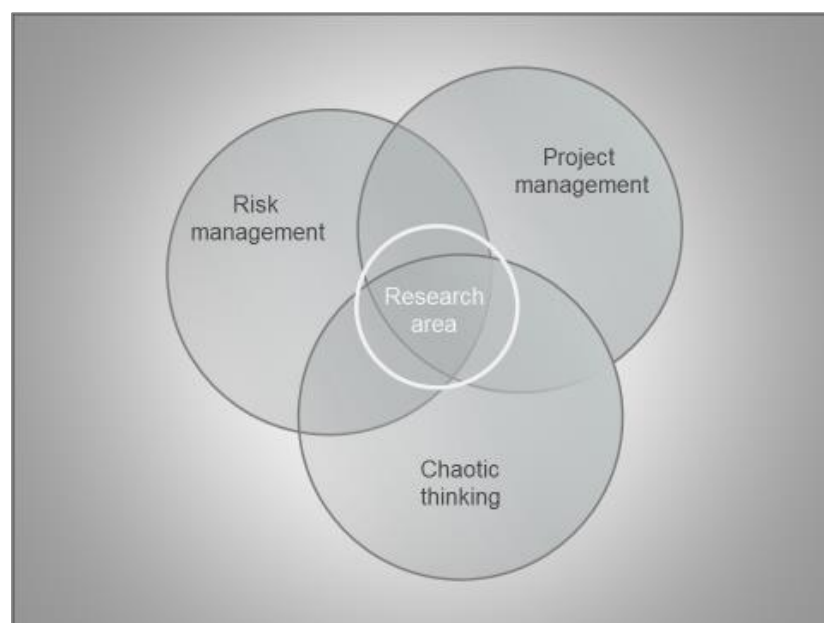 Project
management
Risk
management
Research
area
Chaotic
thinking